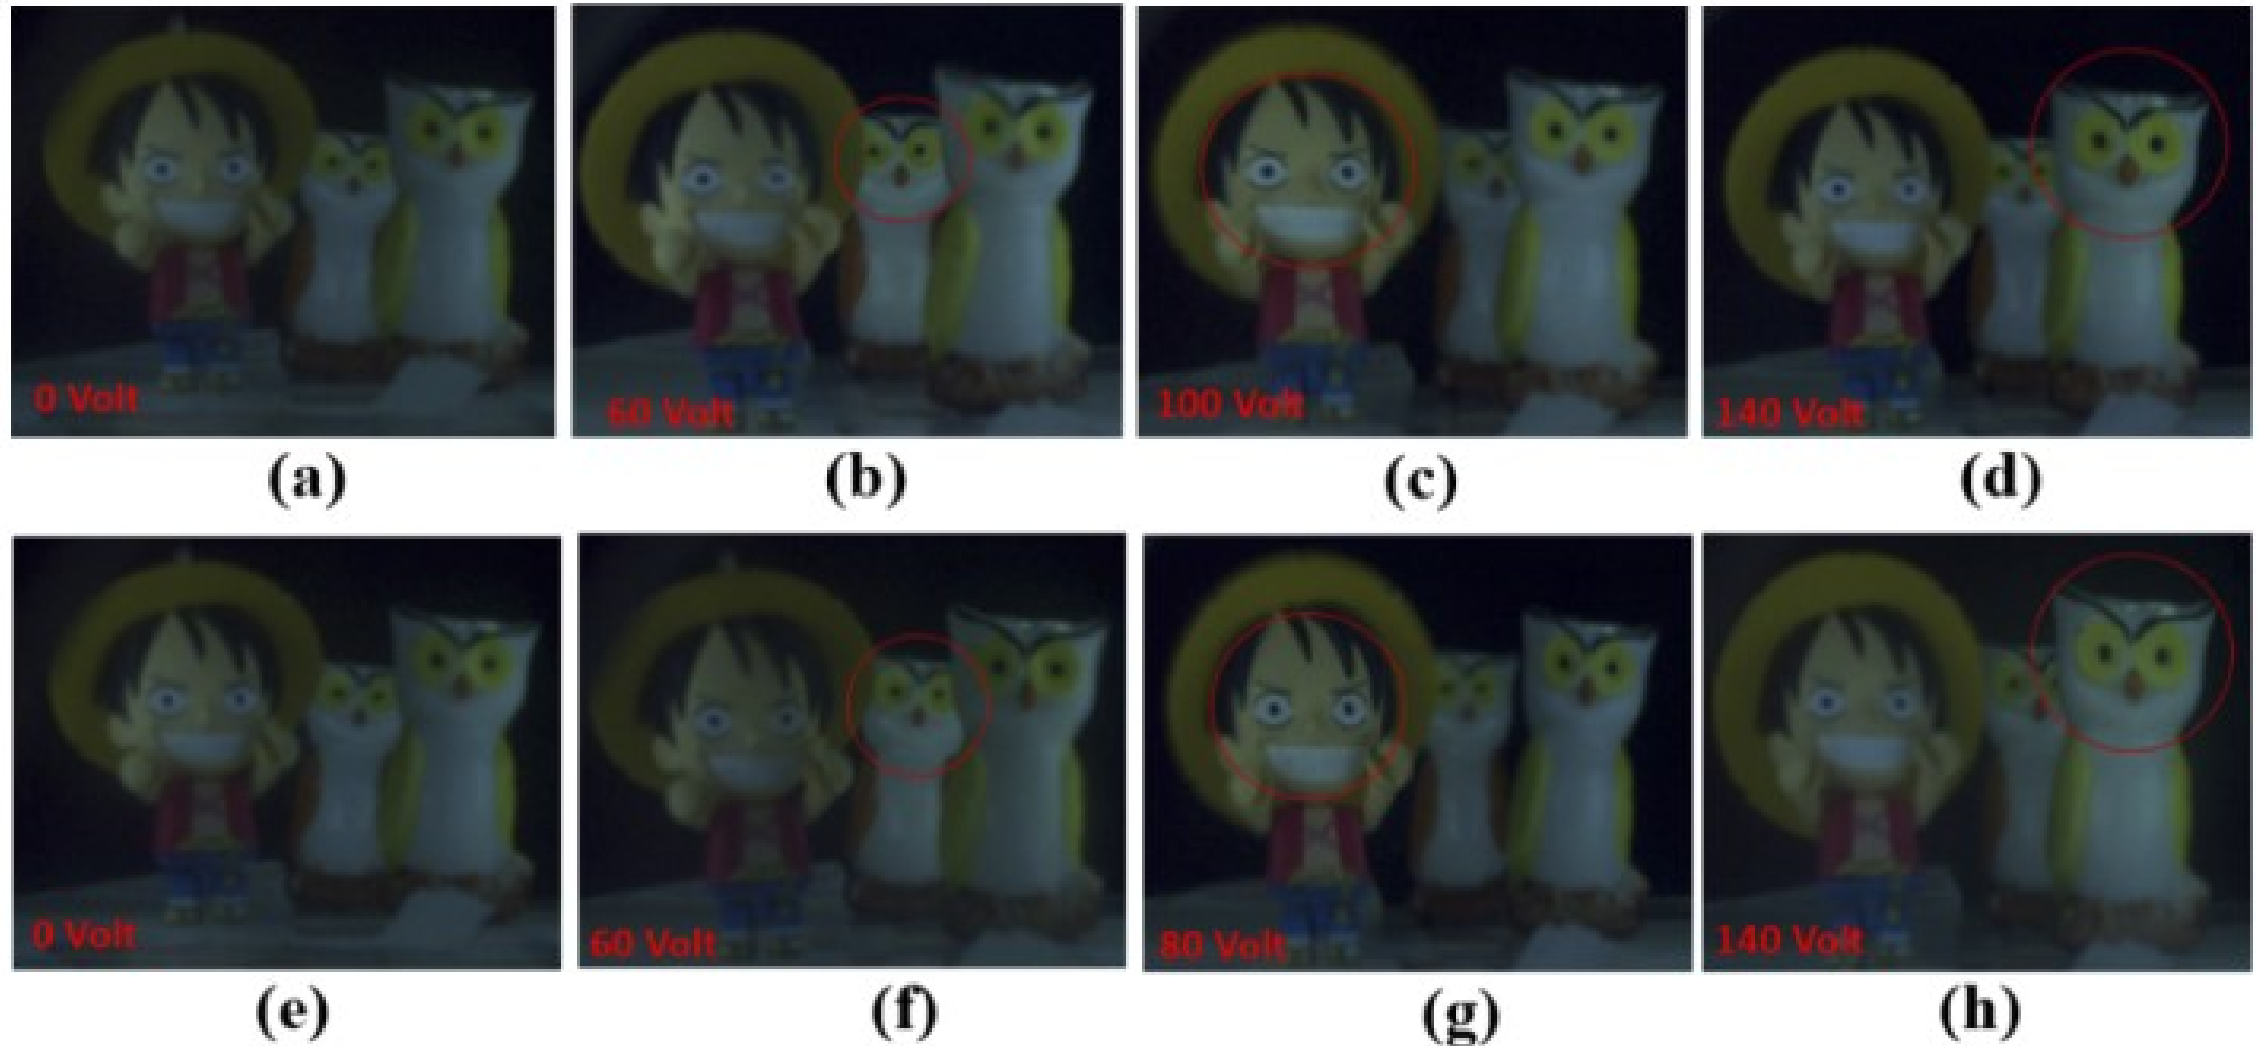 0 Volt
60 Volt
100 Volt
140 Volt
(a)
(b)
(c)
(d)
0 Volt
60 Volt
80 Volt
140 Volt
(e)
(f)
(g)
(h)